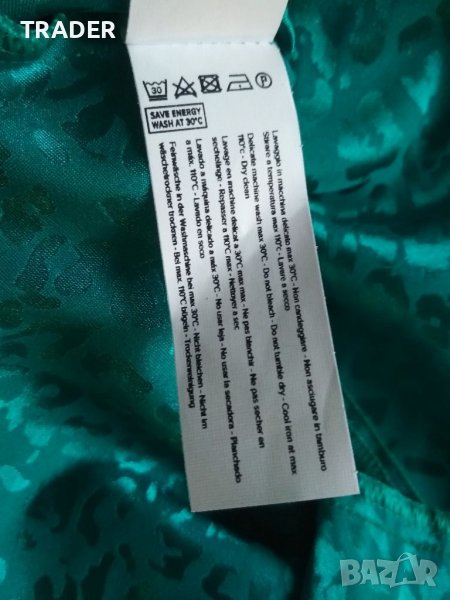 TRADER
30
P
SAVE ENERGY
WASH AT 30°C
Lavaggio in macchina delicato max 30°C - Non candeggiare - Non asciugare in tamburo
Stirare a temperatura max 110°C - Lavare a secco
Delicate machine wash max 30°C - Do not bleach - Do not tumble dry - Cool iron at max
110°C - Dry clean
Lavage en machine délicat à 30°C max - Ne pas blanchir - Ne pas sécher en
sèchelinge - Repasser à 110°C max - Nettoyer à sec
Lavado a máquina delicado a máx 30°C - No usar lejía - No usar la secadora - Planchado
a máx. 110°C - Lavado en seco
Feinwäsche in der Waschmaschine bei max 30°C - Nicht bleichen - Nicht im
wäschetrockner trocknen - Bei max. 110°C bügeln - Trockenreinigung
BAZAR